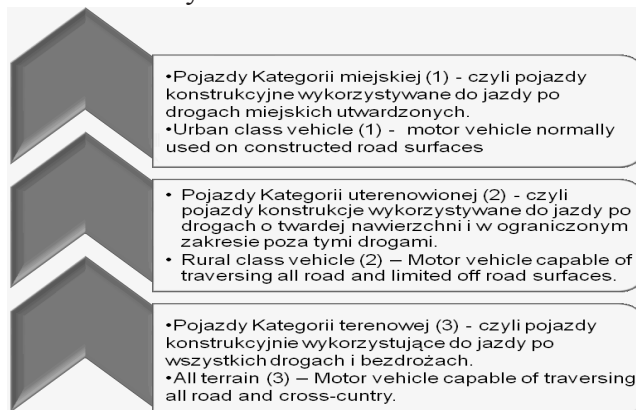 •Pojazdy Kategorii miejskiej (1) - czyli pojazdy
konstrukcyjne wykorzystywane do jazdy po
drogach miejskich utwardzonych.
•Urban class vehicle (1) - motor vehicle normally
used on constructed road surfaces
• Pojazdy Kategorii uterenowionej (2) - czyli
pojazdy konstrukcje wykorzystywane do jazdy po
drogach o twardej nawierzchni i w ograniczonym
zakresie poza tymi drogami.
• Rural class vehicle (2) – Motor vehicle capable of
traversing all road and limited off road surfaces.
•Pojazdy Kategorii terenowej (3) - czyli pojazdy
konstrukcyjnie wykorzystujące do jazdy po
wszystkich drogach i bezdrożach.
•All terrain (3) – Motor vehicle capable of traversing
all road and cross-cuntry.